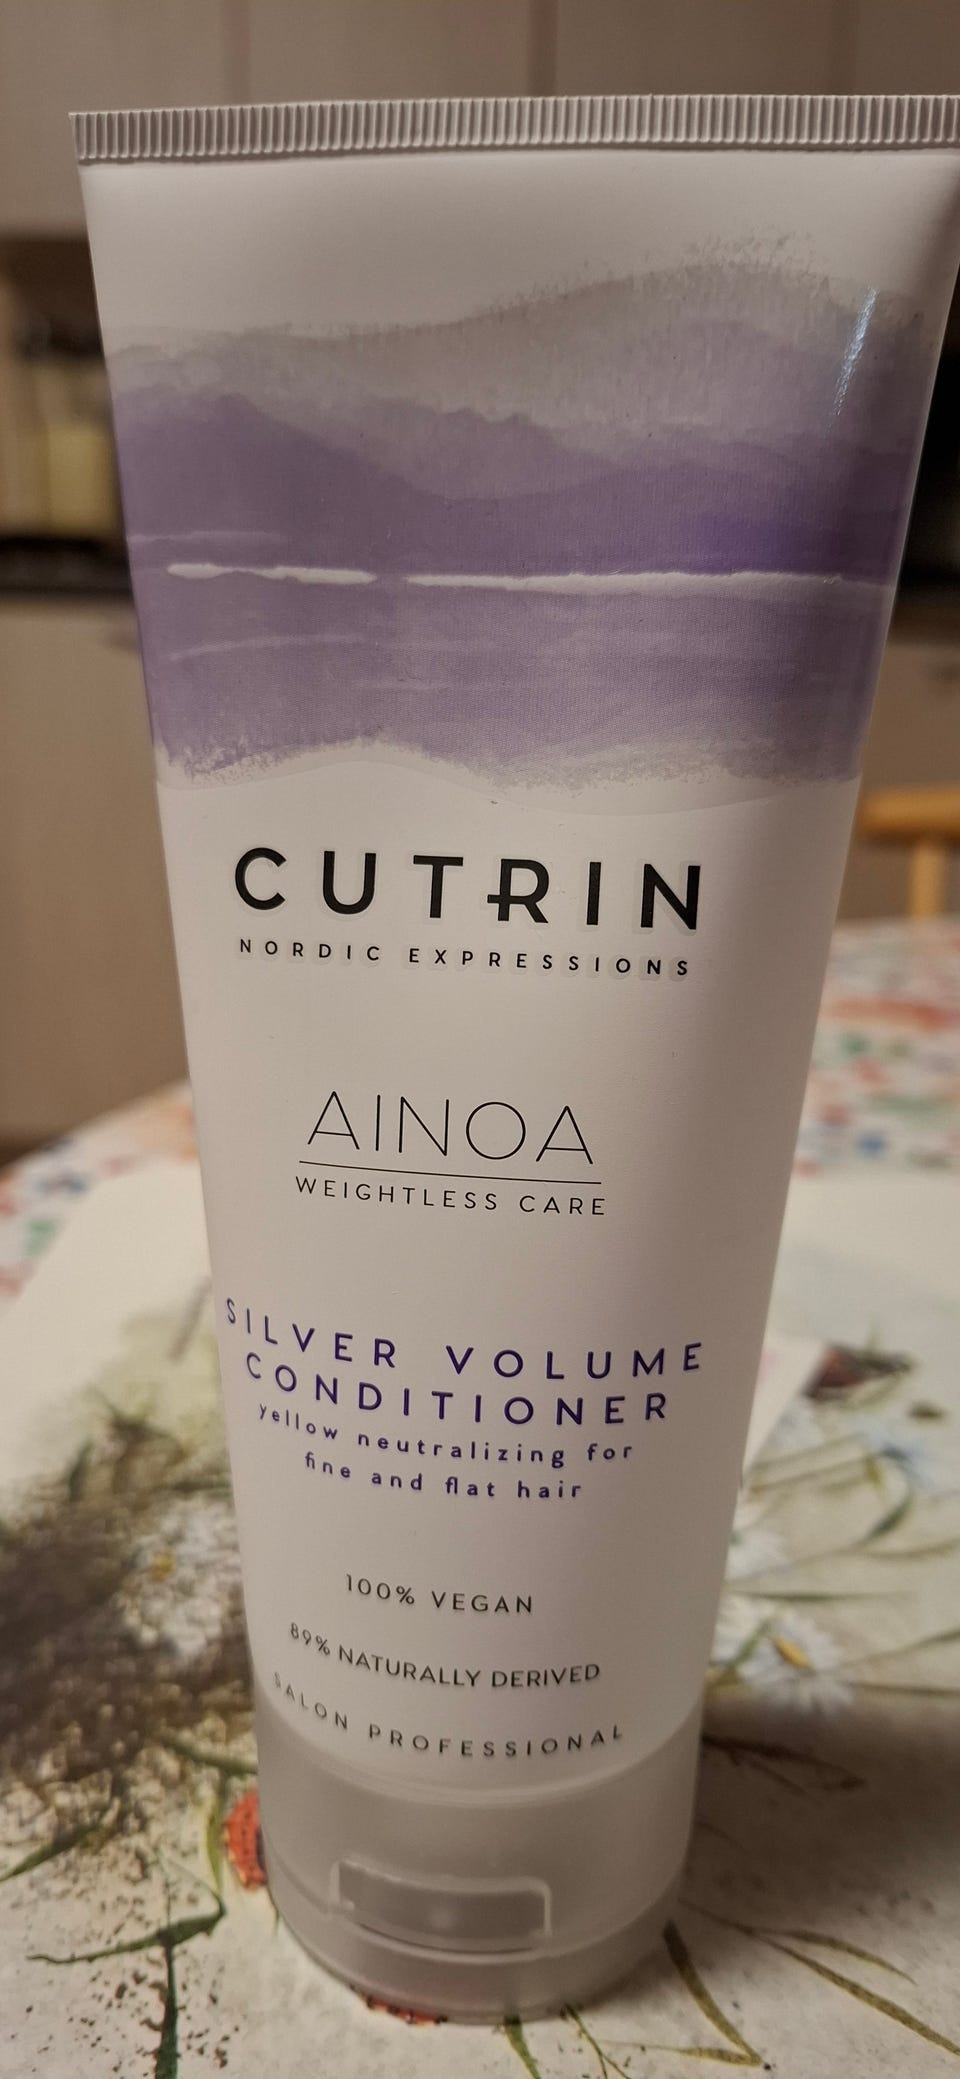 CUTRIN
NORDIC EXPRESSIONS
AINOA
WEIGHTLESS CARE
SILVER VOLUME
CONDITIONER
yellow neutralizing for
fine and flat hair
100% VEGAN
89% NATURALLY DERIVED
SALON PROFESSIONAL